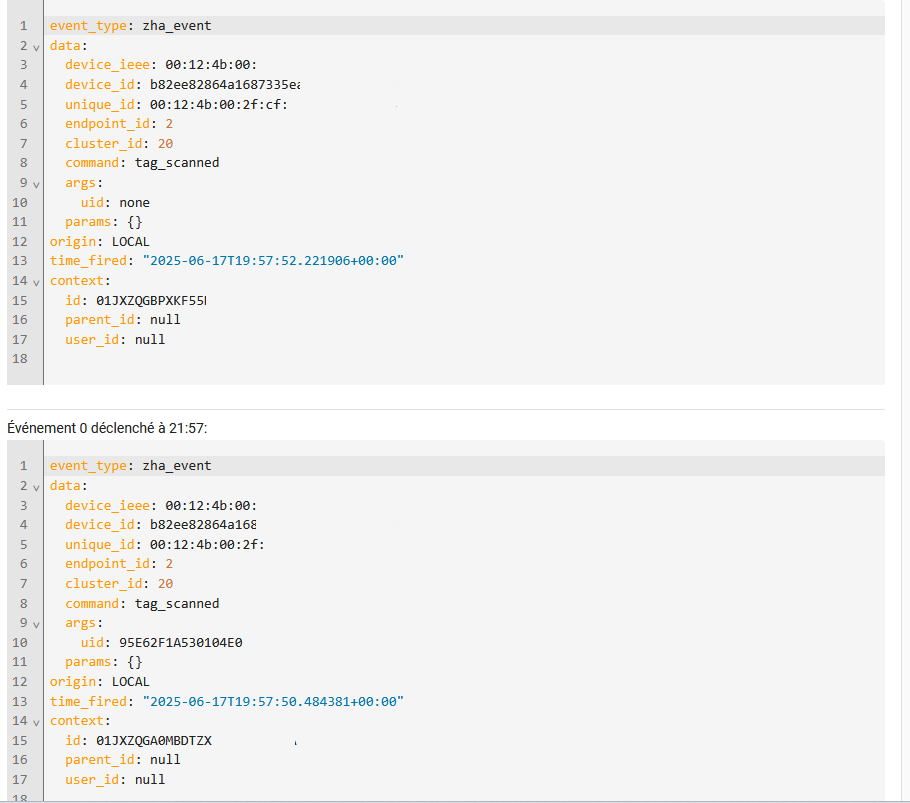 1 event_type: zha_event
2 data:
3 device_ieee: 00:12:4b:00:
4 device_id: b82ee82864a1687335ea
5 unique_id: 00:12:4b:00:2f:cf:
6 endpoint_id: 2
7 cluster_id: 20
8 command: tag_scanned
9 args:
10 uid: none
11 params: {}
12 origin: LOCAL
13 time_fired: "2025-06-17T19:57:52.221906+00:00"
14 context:
15 id: 01JXZQGBPXKF55
16 parent_id: null
17 user_id: null
18
Événement 0 déclenché à 21:57:
1 event_type: zha_event
2 data:
3 device_ieee: 00:12:4b:00:
4 device_id: b82ee82864a168
5 unique_id: 00:12:4b:00:2f:
6 endpoint_id: 2
7 cluster_id: 20
8 command: tag_scanned
9 args:
10 uid: 95E62F1A530104E0
11 params: {}
12 origin: LOCAL
13 time_fired: "2025-06-17T19:57:50.484381+00:00"
14 context:
15 id: 01JXZQGA0MBDTZX
16 parent_id: null
17 user_id: null
18